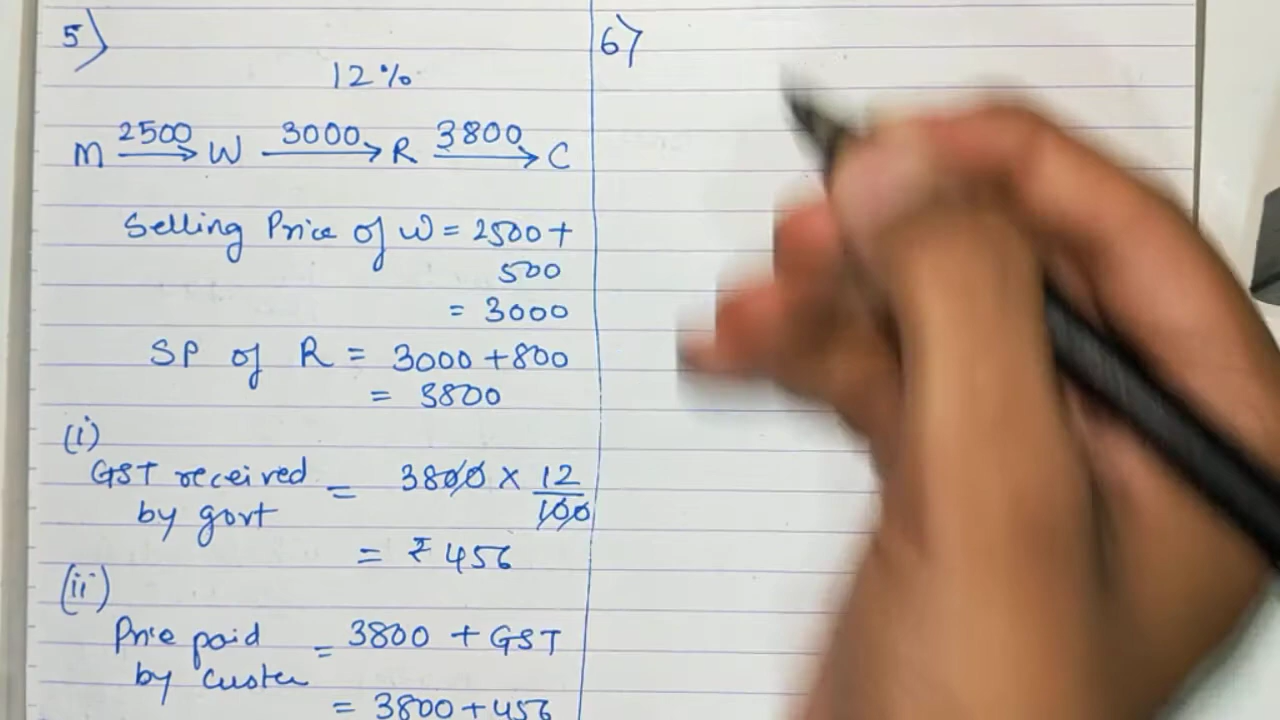 5)
12%
M 2500→ W 3000→ R 3800→ C
Selling Price of W = 2500 +
500
= 3000
SP of R = 3000 + 800
= 3800
(i)
GST received = 3800 × 12/100
by govt
= ₹ 456
(ii)
Price paid = 3800 + GST
by custer
= 3800 + 456
6)